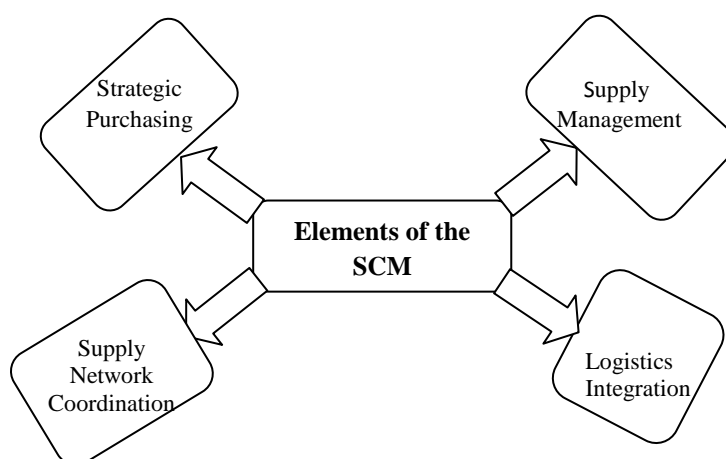 Strategic
Purchasing
Supply
Management
Elements of the
SCM
Supply
Network
Coordination
Logistics
Integration